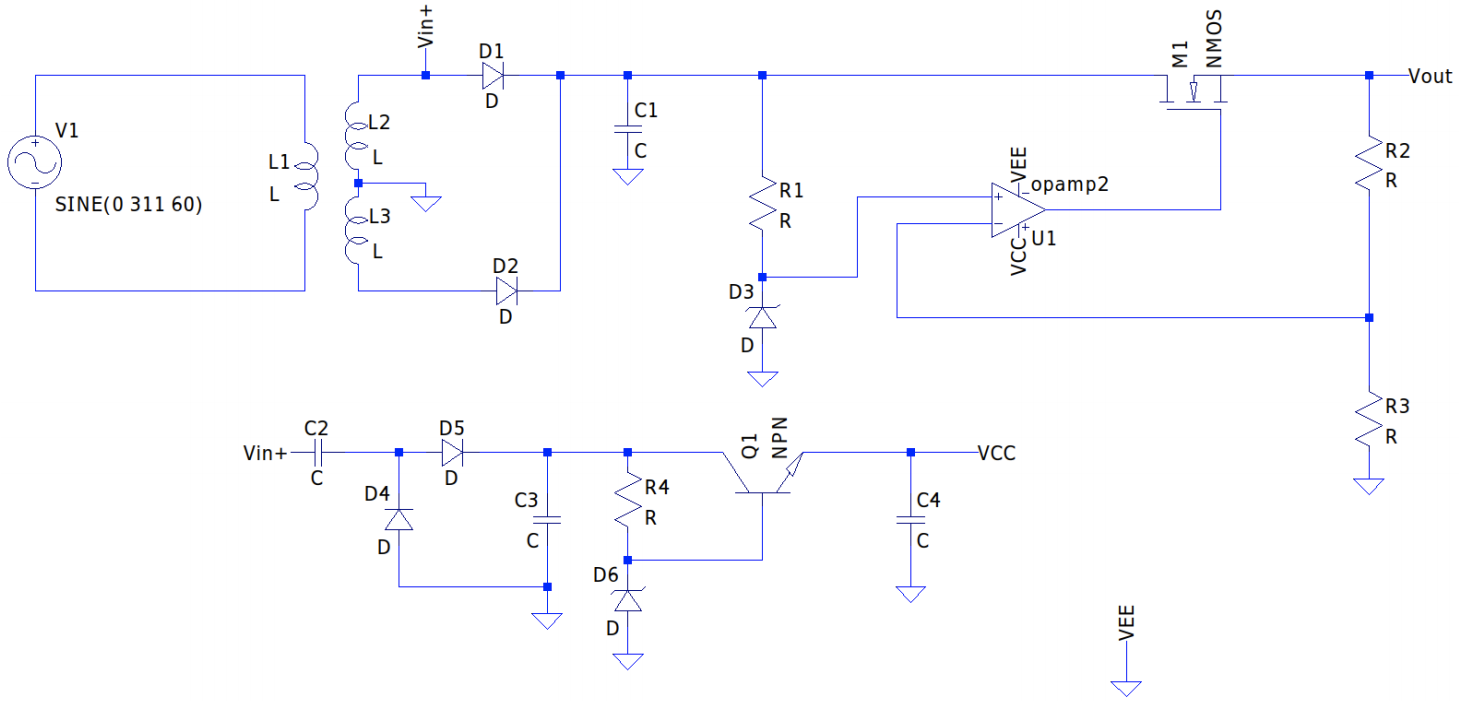 Vin+
D1
D
V1
SINE(0 311 60)
L1
L
L2
L
L3
L
D2
D
C1
C
R1
R
D3
D
VEE
opamp2
+
−
−
+
VCC
U1
M1
NMOS
Vout
R2
R
R3
R
Vin+
C2
C
D4
D
D5
D
C3
C
R4
R
D6
D
Q1
NPN
VCC
C4
C
VEE